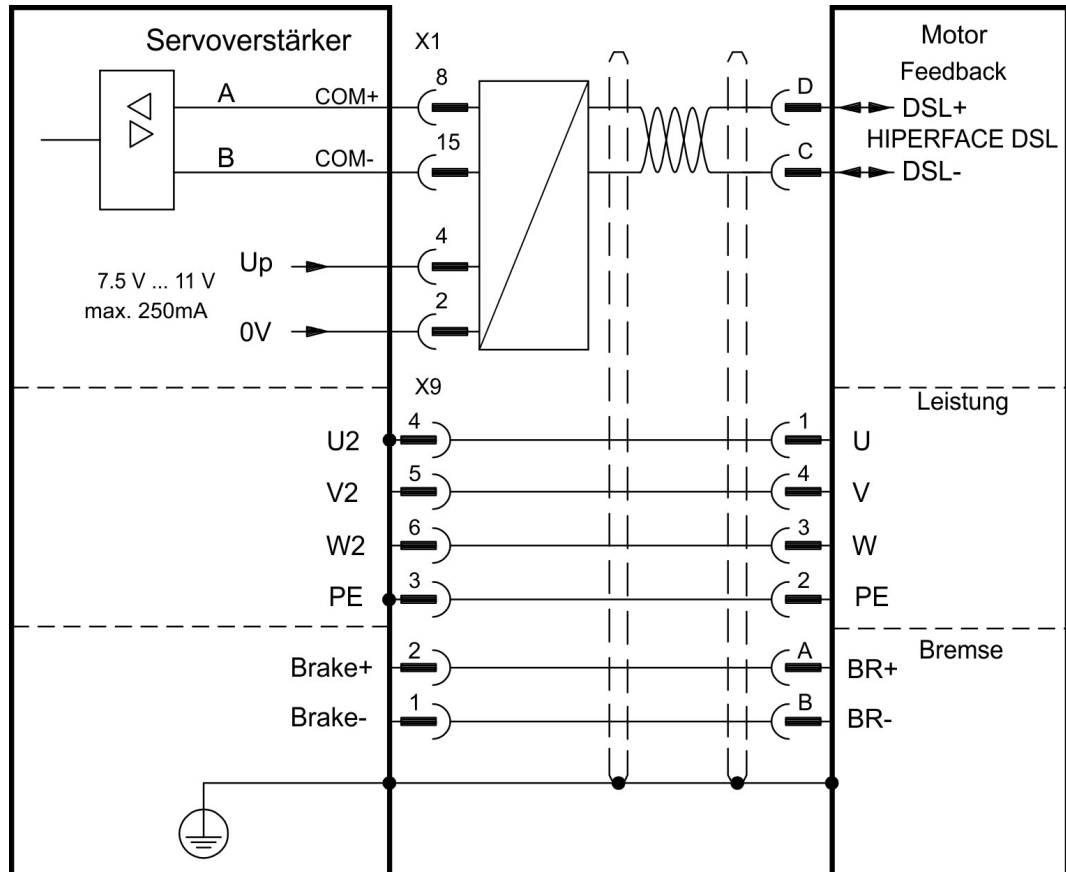 Servoverstärker
X1
Motor
Feedback
A
COM+
8
D
DSL+
HIPERFACE DSL
B
COM-
15
C
DSL-
4
Up
7.5 V ... 11 V
max. 250mA
2
0V
X9
Leistung
U2
4
1
U
V2
5
4
V
W2
6
3
W
PE
3
2
PE
Bremse
Brake+
2
A
BR+
Brake-
1
B
BR-